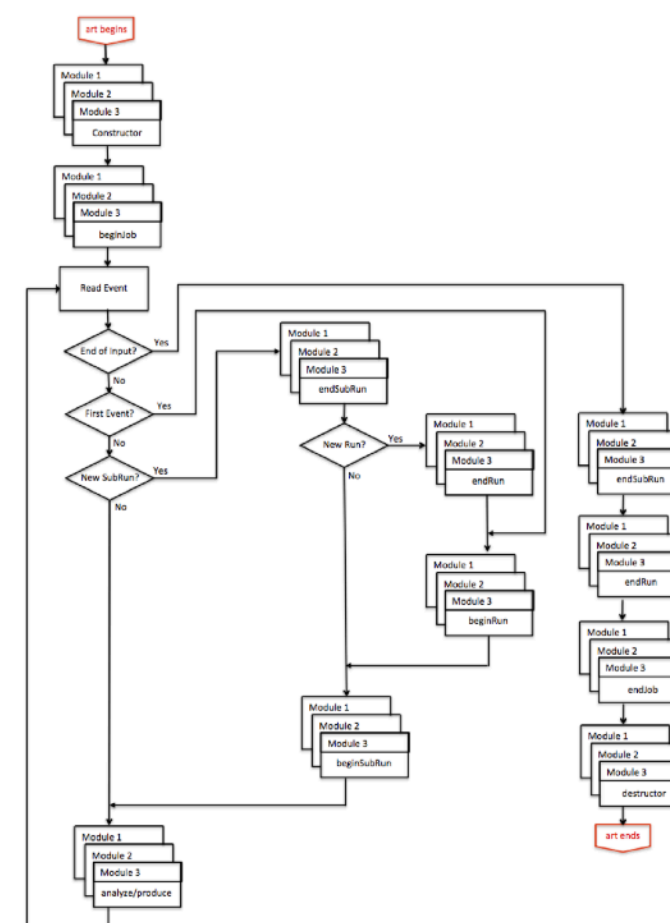 art begins
Module 1
Module 2
Module 3
Constructor
Module 1
Module 2
Module 3
beginJob
Read Event
End of Input?
Yes
No
First Event?
Yes
No
New SubRun?
Yes
No
Module 1
Module 2
Module 3
endSubRun
New Run?
Yes
No
Module 1
Module 2
Module 3
endRun
Module 1
Module 2
Module 3
beginRun
Module 1
Module 2
Module 3
beginSubRun
Module 1
Module 2
Module 3
analyze/produce
Module 1
Module 2
Module 3
endSubRun
Module 1
Module 2
Module 3
endRun
Module 1
Module 2
Module 3
endJob
Module 1
Module 2
Module 3
destructor
art ends